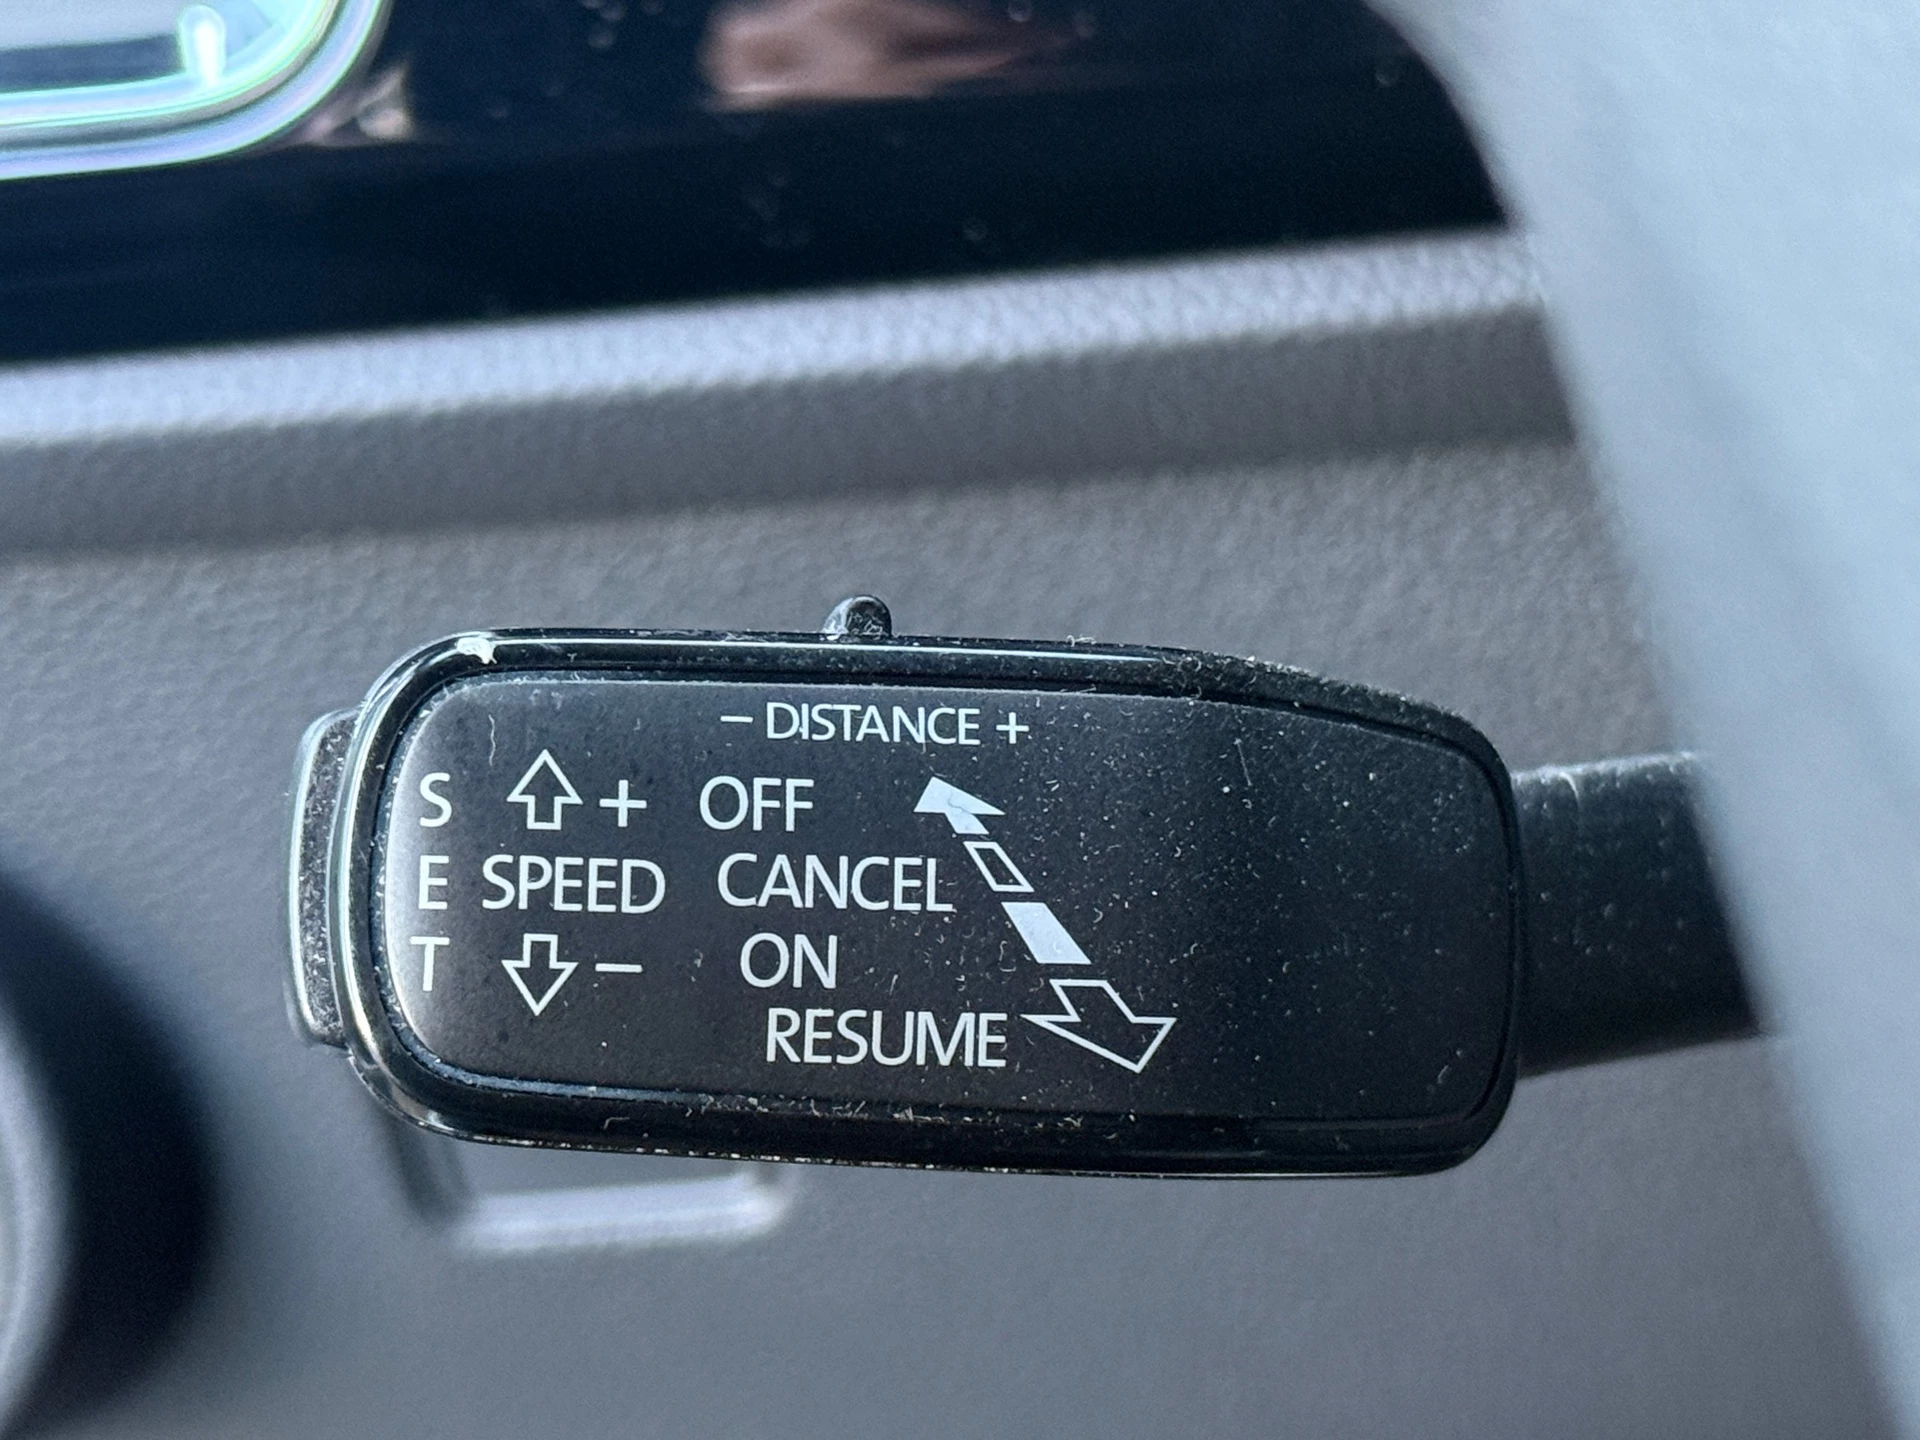 − DISTANCE +
S + OFF
E SPEED CANCEL
T − ON
RESUME